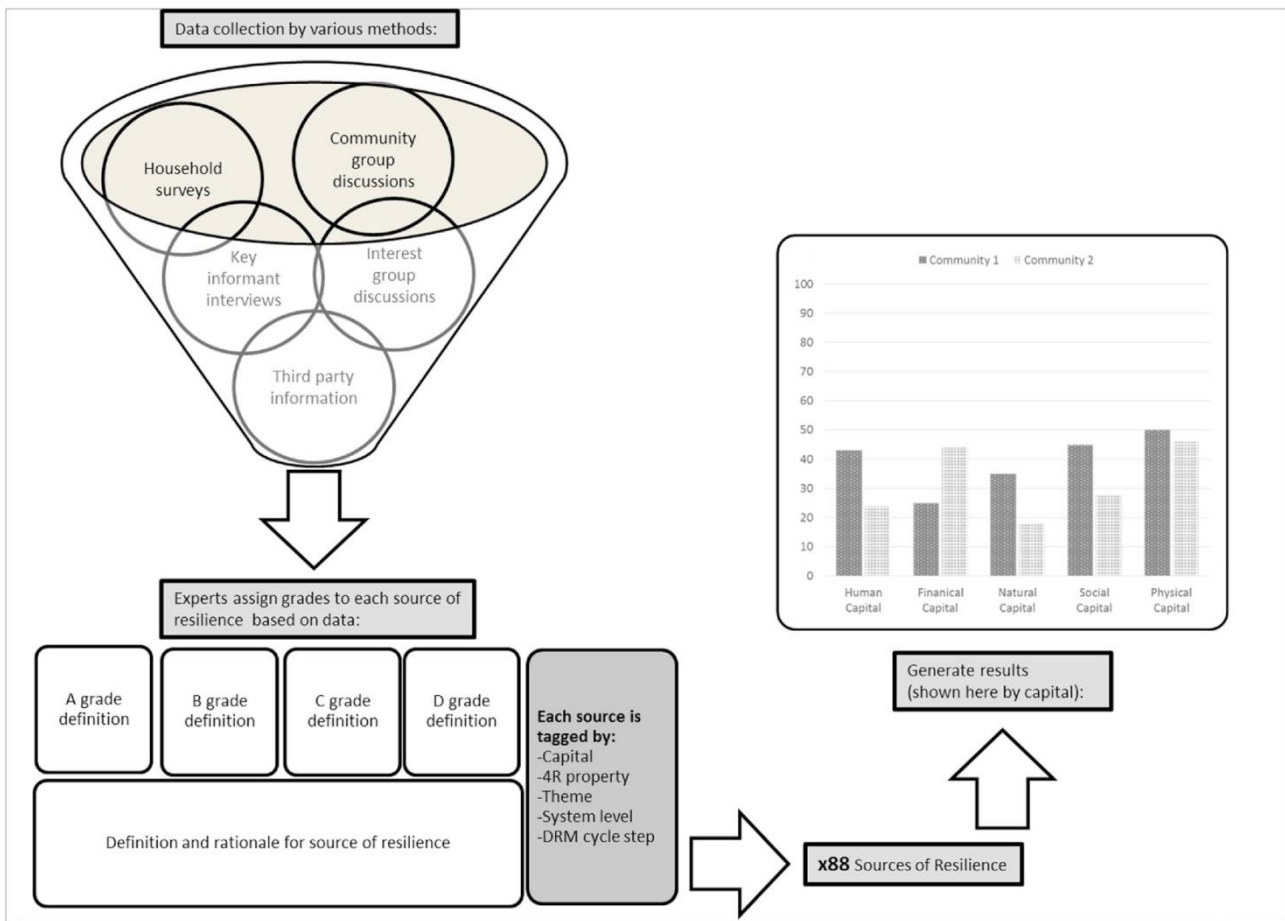 Data collection by various methods:
Household
surveys
Community
group
discussions
Key
informant
interviews
Interest
group
discussions
Third party
information
Experts assign grades to each source of
resilience based on data:
A grade
definition
B grade
definition
C grade
definition
D grade
definition
Definition and rationale for source of resilience
Each source is
tagged by:
-Capital
-4R property
-Theme
-System level
-DRM cycle step
x88 Sources of Resilience
Generate results
(shown here by capital):
Community 1 Community 2
100
90
80
70
60
50
40
30
20
10
0
Human
Capital
Finanical
Capital
Natural
Capital
Social
Capital
Physical
Capital